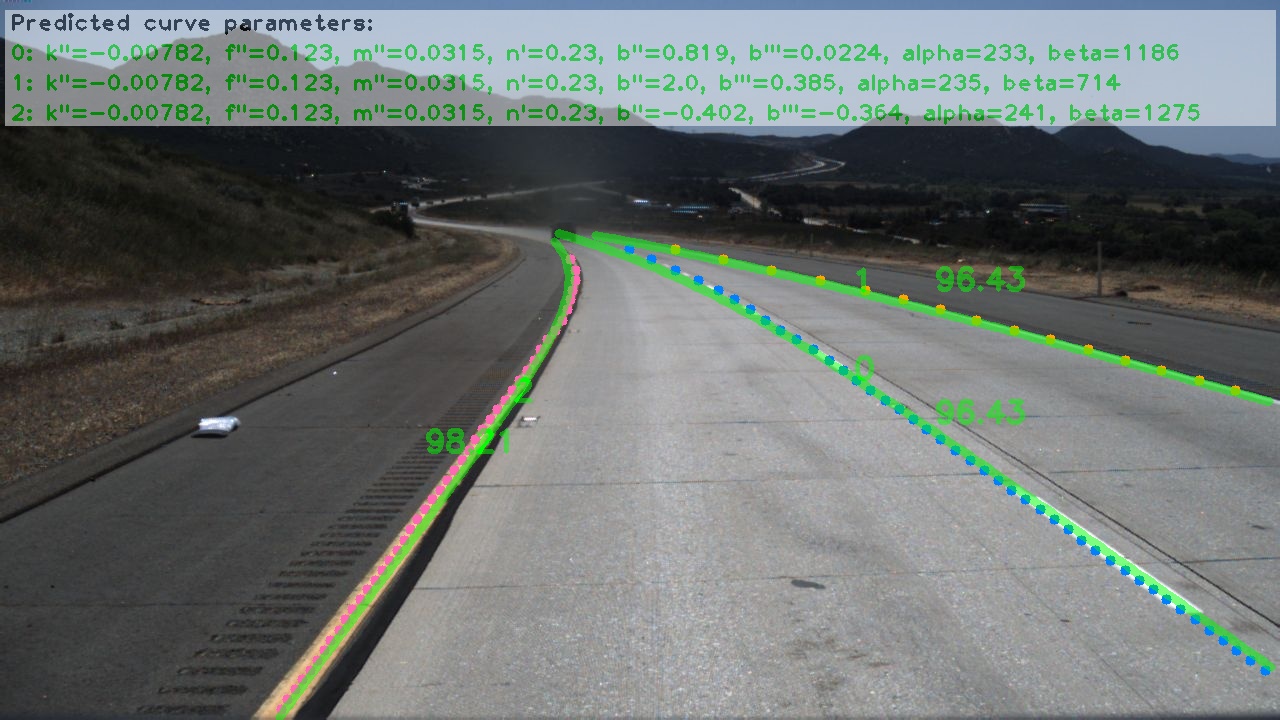 Predicted curve parameters:
0: k''=-0.00782, f''=0.123, m''=0.0315, n'=0.23, b''=0.819, b'''=0.0224, alpha=233, beta=1186
1: k''=-0.00782, f''=0.123, m''=0.0315, n'=0.23, b''=2.0, b'''=0.385, alpha=235, beta=714
2: k''=-0.00782, f''=0.123, m''=0.0315, n'=0.23, b''=-0.402, b'''=-0.364, alpha=241, beta=1275
1 96.43
0
98.43
2
98.21